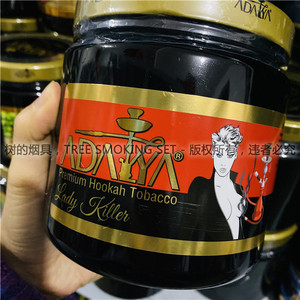 ADALYA
树的烟具，TREE SMOKING SET，版权所有，违者必究
ADALYA®
Premium Hookah Tobacco
Lady Killer